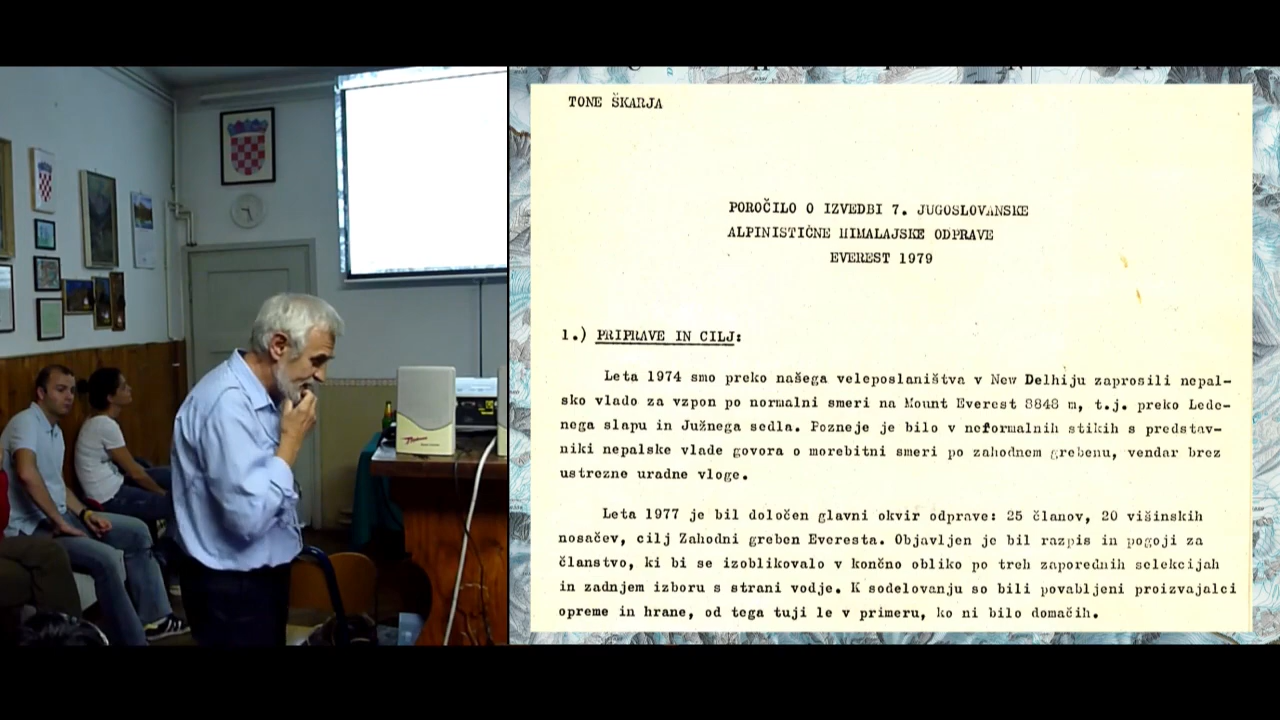 TONE ŠKARJA
POROČILO O IZVEDBI 7. JUGOSLOVANSKE
ALPINISTIČNE HIMALAJSKE ODPRAVE
EVEREST 1979
1.) PRIPRAVE IN CILJ:
Leta 1974 smo preko našega veleposlaništva v New Delhiju zaprosili nepal-
sko vlado za vzpon po normalni smeri na Mount Everest 8848 m, t.j. preko Lede-
nega slapu in Južnega sedla. Pozneje je bilo v neformalnih stikih s predstav-
niki nepalske vlade govora o morebitni smeri po zahodnem grebenu, vendar brez
ustrezne uradne vloge.
Leta 1977 je bil določen glavni okvir odprave: 25 članov, 20 višinskih
nosačev, cilj Zahodni greben Everesta. Objavljen je bil razpis in pogoji za
članstvo, ki bi se izoblikovalo v končno obliko po treh zaporednih selekcijah
in zadnjem izboru s strani vodje. K sodelovanju so bili povabljeni proizvajalci
opreme in hrane, od tega tuji le v primeru, ko ni bilo domačih.